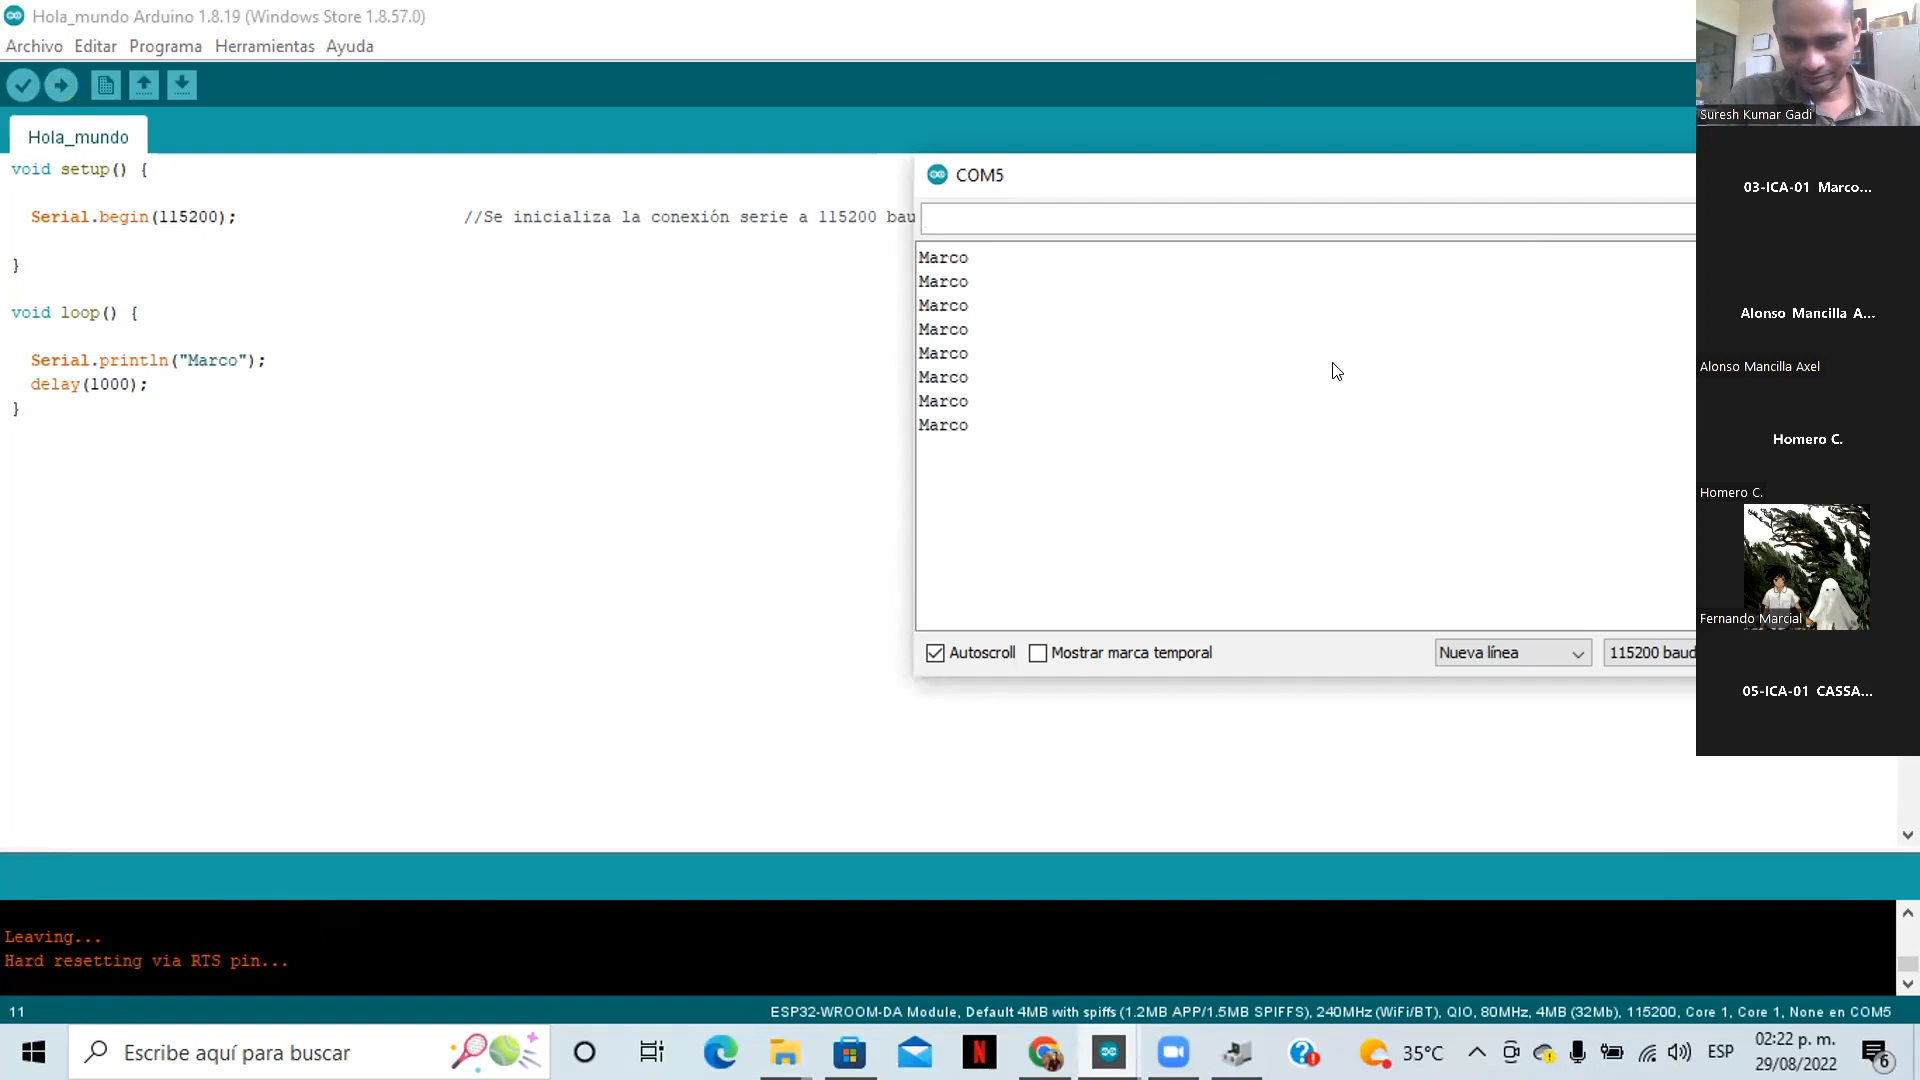 Hola_mundo Arduino 1.8.19 (Windows Store 1.8.57.0)
Archivo Editar Programa Herramientas Ayuda
Hola_mundo
void setup() {
Serial.begin(115200); //Se inicializa la conexión serie a 115200 bau
}
void loop() {
Serial.println("Marco");
delay(1000);
}
COM5
Marco
Marco
Marco
Marco
Marco
Marco
Marco
Marco
Autoscroll Mostrar marca temporal Nueva línea 115200 baud
Suresh Kumar Gadi
03-ICA-01 Marco...
Alonso Mancilla A...
Alonso Mancilla Axel
Homero C.
Homero C.
Fernando Marcial
05-ICA-01 CASSA...
Leaving...
Hard resetting via RTS pin...
11 ESP32-WROOM-DA Module, Default 4MB with spiffs (1.2MB APP/1.5MB SPIFFS), 240MHz (WiFi/BT), QIO, 80MHz, 4MB (32Mb), 115200, Core 1, Core 1, None en COM5
Escribe aquí para buscar
N
35°C
ESP
02:22 p. m.
29/08/2022
6